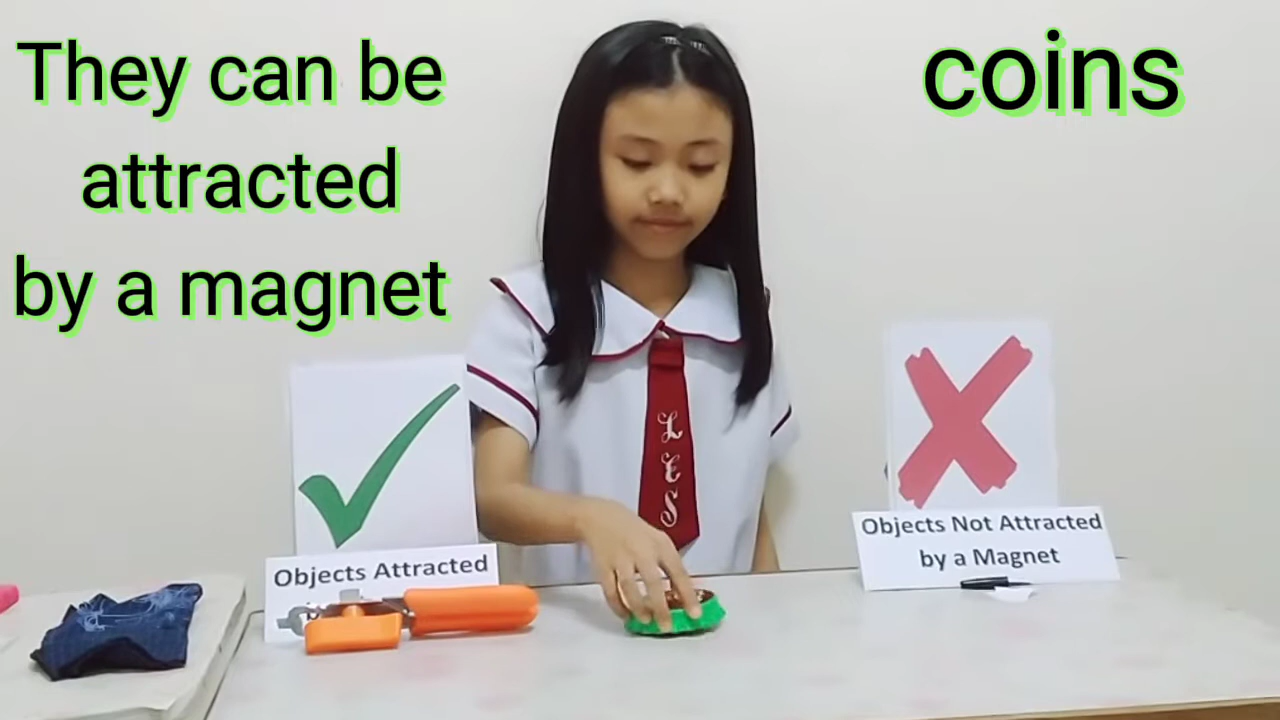 They can be
attracted
by a magnet
coins
L
E
S
Objects Attracted
Objects Not Attracted
by a Magnet